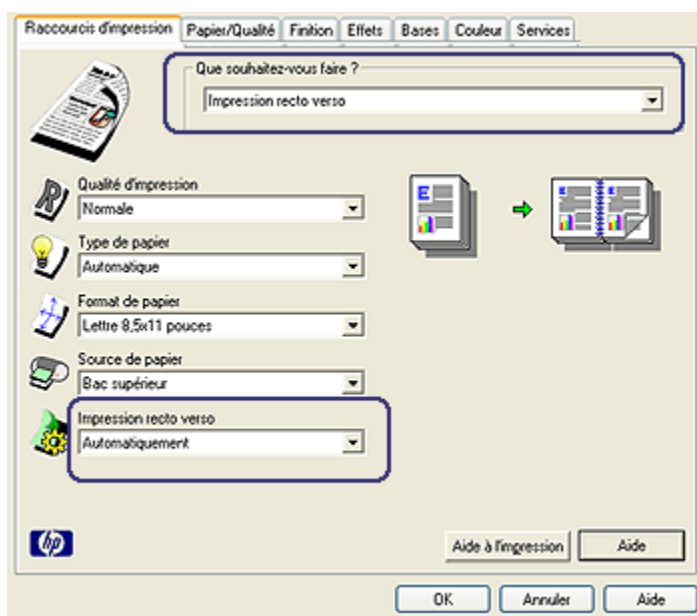 Raccourcis d'impression Papier/Qualité Finition Effets Bases Couleur Services
Que souhaitez-vous faire ?
Impression recto verso
Qualité d'impression
Normale
Type de papier
Automatique
Format de papier
Lettre 8,5x11 pouces
Source de papier
Bac supérieur
Impression recto verso
Automatiquement
hp
Aide à l'impression Aide
OK Annuler Aide